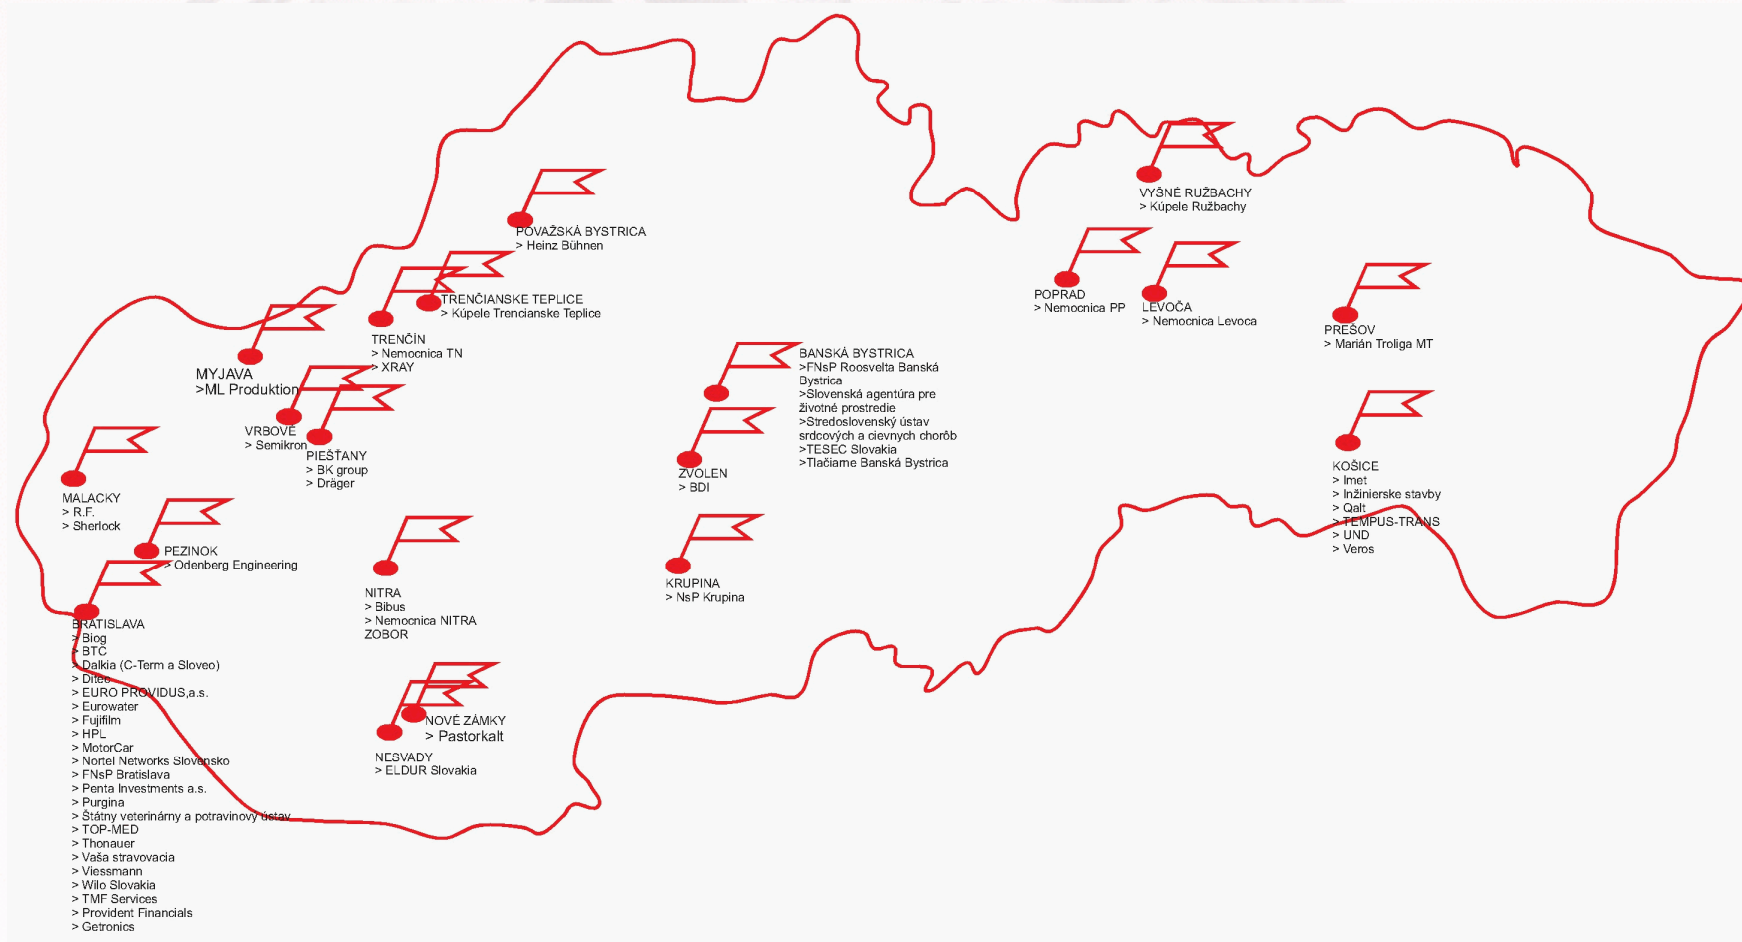 VYŠNÉ RUŽBACHY
> Kúpele Ružbachy
POVAŽSKÁ BYSTRICA
> Heinz Bühnen
TRENČIANSKE TEPLICE
> Kúpele Trencianske Teplice
POPRAD
> Nemocnica PP
LEVOČA
> Nemocnica Levoca
PREŠOV
> Marián Troliga MT
TRENČÍN
> Nemocnica TN
> XRAY
MYJAVA
>ML Produktion
BANSKÁ BYSTRICA
>FNsP Roosvelta Banská
Bystrica
>Slovenská agentúra pre
životné prostredie
>Stredoslovenský ústav
srdcových a cievnych chorôb
>TESEC Slovakia
>Tlačiarne Banská Bystrica
VRBOVÉ
> Semikron
PIEŠŤANY
> BK group
> Dräger
ZVOLEN
> BDI
KOŠICE
> Imet
> Inžinierske stavby
> Qalt
> TEMPUS-TRANS
> UND
> Veros
MALACKY
> R.F.
> Sherlock
PEZINOK
> Odenberg Engineering
NITRA
> Bibus
> Nemocnica NITRA
ZOBOR
KRUPINA
> NsP Krupina
BRATISLAVA
> Biog
> BTC
> Dalkia (C-Term a Sloveo)
> Ditec
> EURO PROVIDUS,a.s.
> Eurowater
> Fujifilm
> HPL
> MotorCar
> Nortel Networks Slovensko
> FNsP Bratislava
> Penta Investments a.s.
> Purgina
> Štátny veterinárny a potravinový ústav
> TOP-MED
> Thonauer
> Vaša stravovacia
> Viessmann
> Wilo Slovakia
> TMF Services
> Provident Financials
> Getronics
NOVÉ ZÁMKY
> Pastorkalt
NESVADY
> ELDUR Slovakia